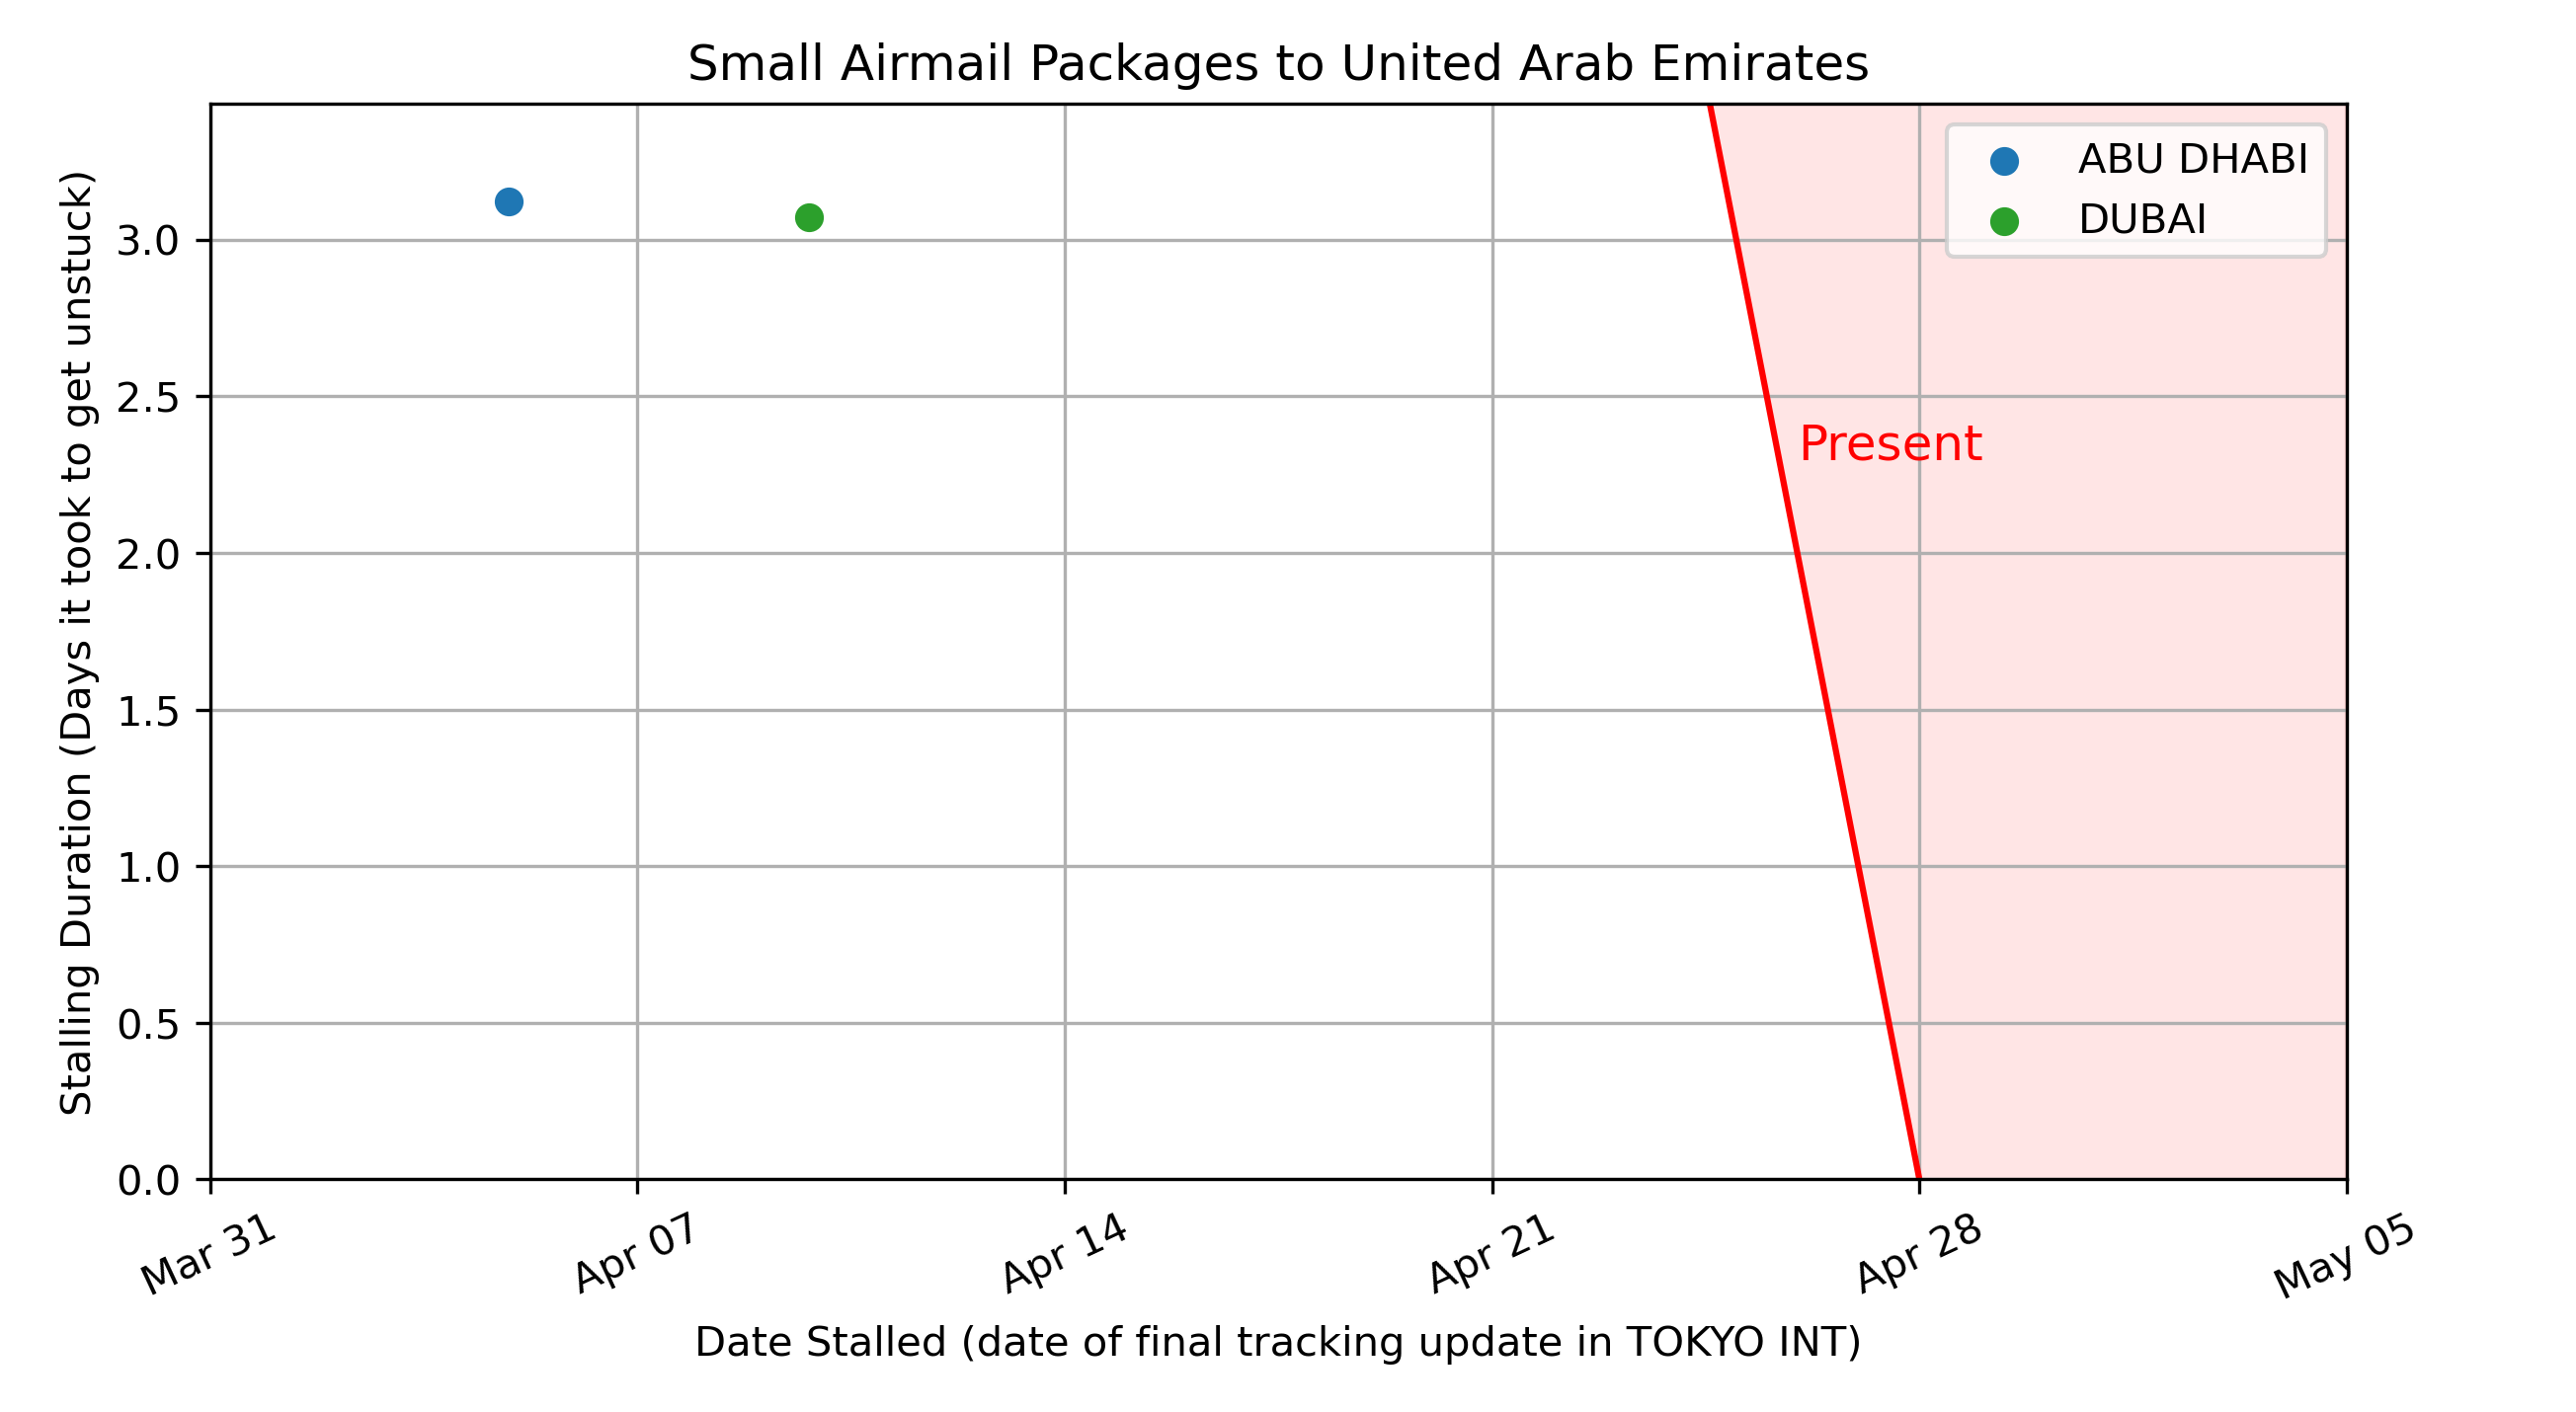 Small Airmail Packages to United Arab Emirates
Stalling Duration (Days it took to get unstuck)
3.0
2.5
2.0
1.5
1.0
0.5
0.0
ABU DHABI
DUBAI
Present
Mar 31
Apr 07
Apr 14
Apr 21
Apr 28
May 05
Date Stalled (date of final tracking update in TOKYO INT)